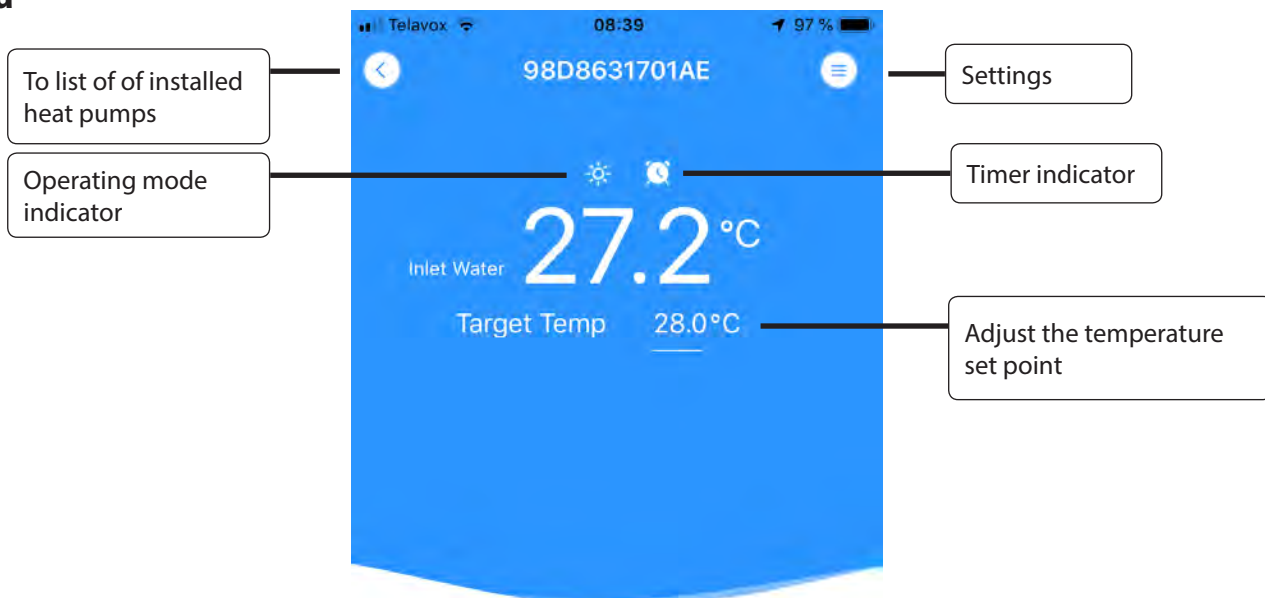 Telavox 08:39 97 %
To list of of installed
heat pumps
98D8631701AE
Settings
Operating mode
indicator
Timer indicator
27.2 °C
Inlet Water
Target Temp 28.0°C
Adjust the temperature
set point